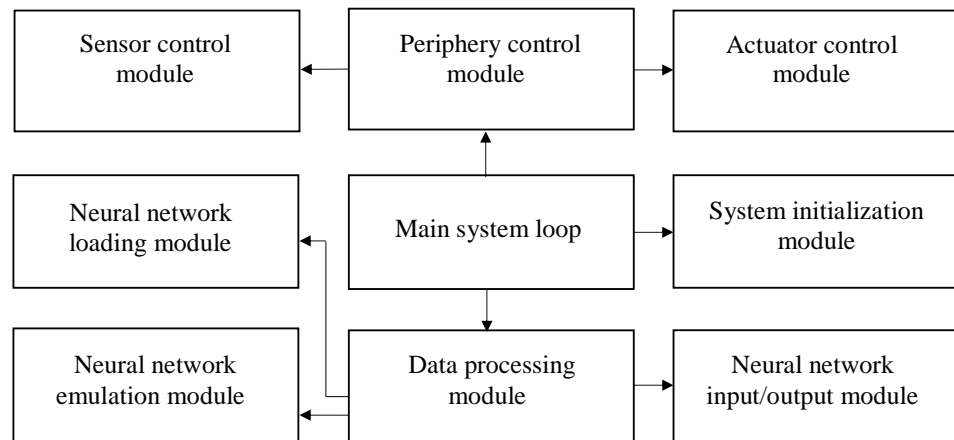 Sensor control
module
Periphery control
module
Actuator control
module
Neural network
loading module
Main system loop
System initialization
module
Neural network
emulation module
Data processing
module
Neural network
input/output module